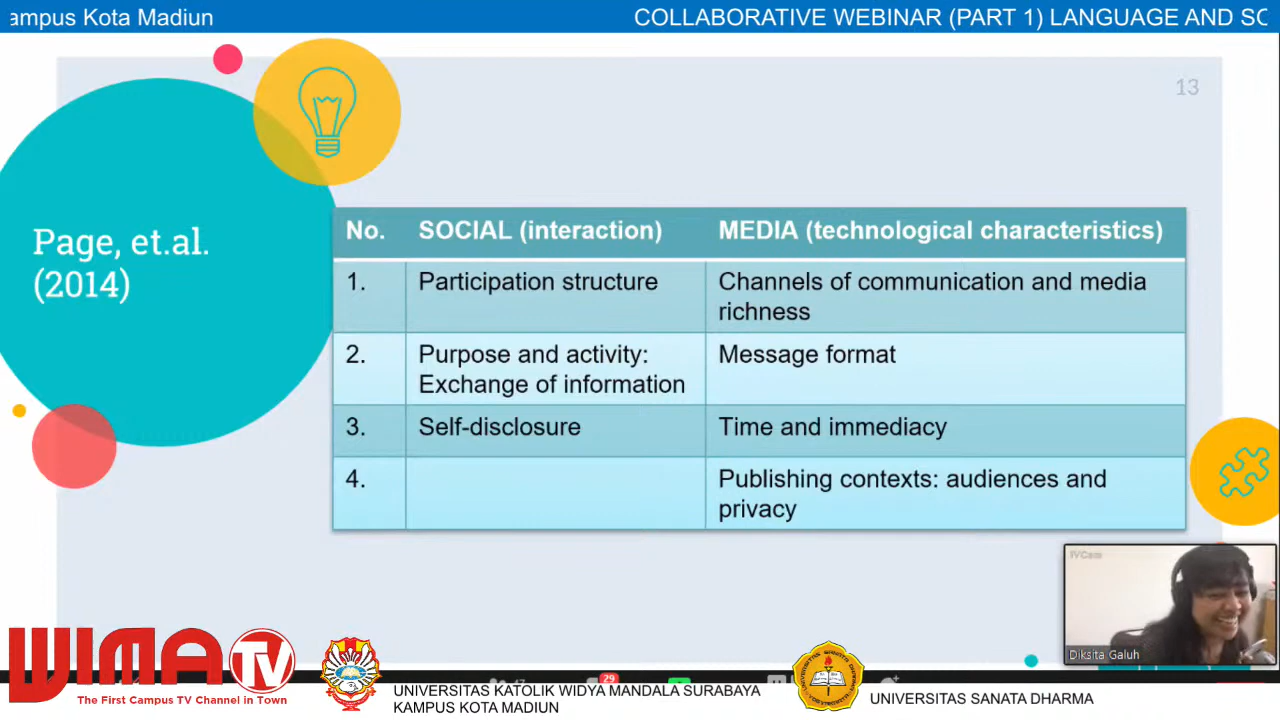 ampus Kota Madiun
COLLABORATIVE WEBINAR (PART 1) LANGUAGE AND SC
13
Page, et.al.
(2014)
No.
SOCIAL (interaction)
MEDIA (technological characteristics)
1.
Participation structure
Channels of communication and media
richness
2.
Purpose and activity:
Exchange of information
Message format
3.
Self-disclosure
Time and immediacy
4.
Publishing contexts: audiences and
privacy
IVCam
Diksita Galuh
WIMA TV
The First Campus TV Channel in Town
29
UNIVERSITAS KATOLIK WIDYA MANDALA SURABAYA
KAMPUS KOTA MADIUN
UNIVERSITAS SANATA DHARMA